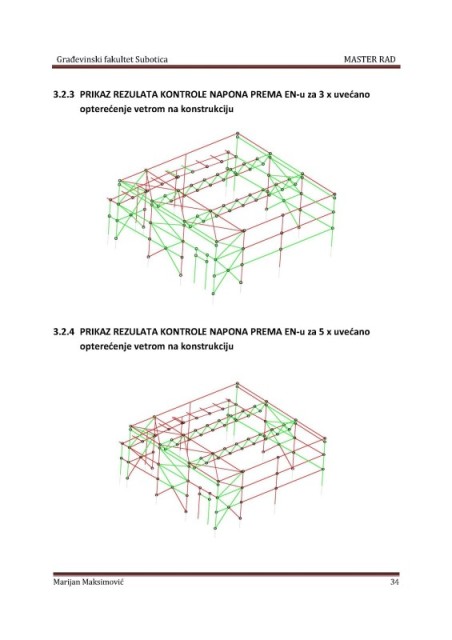 Građevinski fakultet Subotica MASTER RAD
3.2.3 PRIKAZ REZULATA KONTROLE NAPONA PREMA EN-u za 3 x uvećano
opterećenje vetrom na konstrukciju
3.2.4 PRIKAZ REZULATA KONTROLE NAPONA PREMA EN-u za 5 x uvećano
opterećenje vetrom na konstrukciju
Marijan Maksimović 34